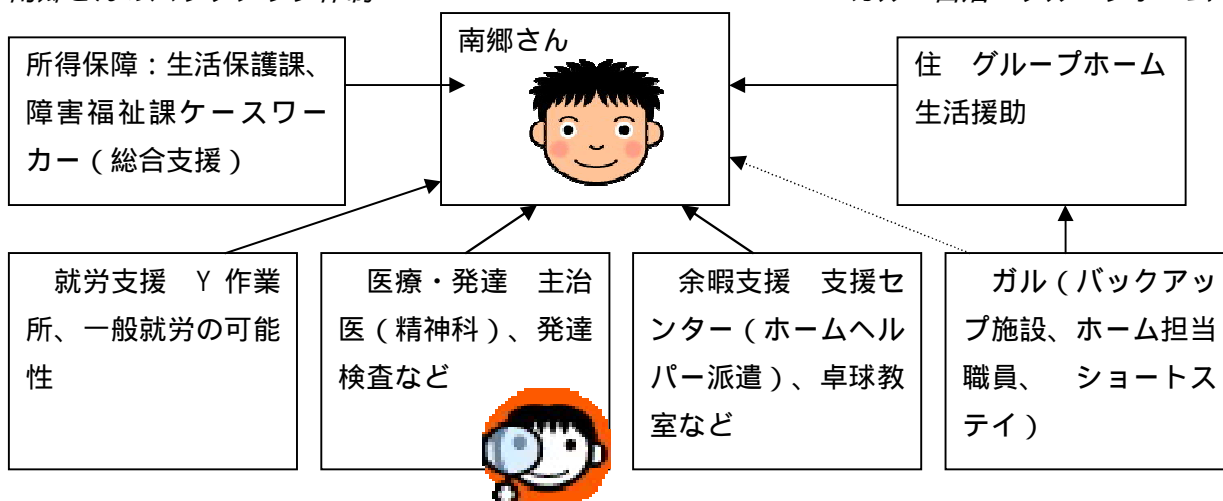 南郷さん
所得保障：生活保護課、
障害福祉課ケースワー
カー（総合支援）
住　グループホーム
生活援助
就労支援　Y 作業
所、一般就労の可能
性
医療・発達　主治
医（精神科）、発達
検査など
余暇支援　支援セ
ンター（ホームヘル
パー派遣）、卓球教
室など
ガル（バックアッ
プ施設、ホーム担当
職員、　ショートス
テイ）